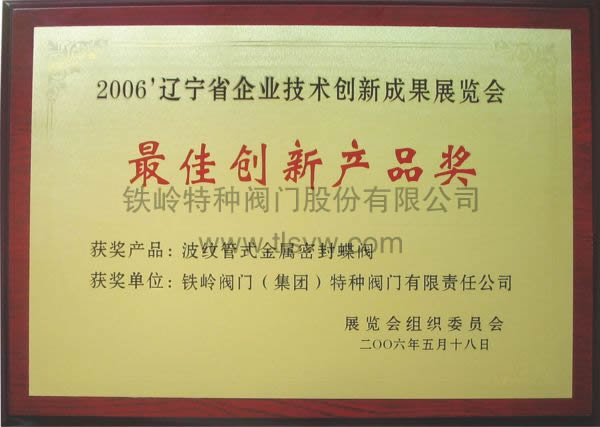 2006'辽宁省企业技术创新成果展览会
最佳创新产品奖
铁岭特种阀门股份有限公司
www.tlsvw.com
获奖产品：波纹管式金属密封蝶阀
获奖单位：铁岭阀门（集团）特种阀门有限责任公司
展览会组织委员会
二〇〇六年五月十八日